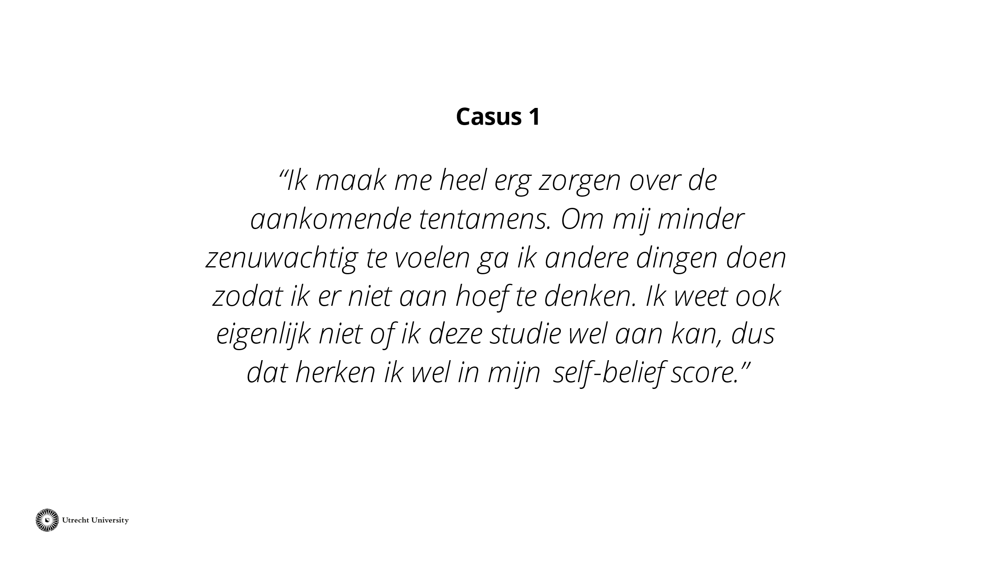 Casus 1
“Ik maak me heel erg zorgen over de
aankomende tentamens. Om mij minder
zenuwachtig te voelen ga ik andere dingen doen
zodat ik er niet aan hoef te denken. Ik weet ook
eigenlijk niet of ik deze studie wel aan kan, dus
dat herken ik wel in mijn  self-belief score.”
Utrecht University